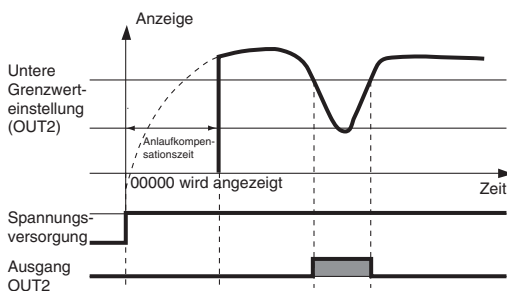 Anzeige
Untere
Grenzwert-
einstellung
(OUT2)
Anlaufkompen-
sationszeit
00000 wird angezeigt
Zeit
Spannungs-
versorgung
Ausgang
OUT2